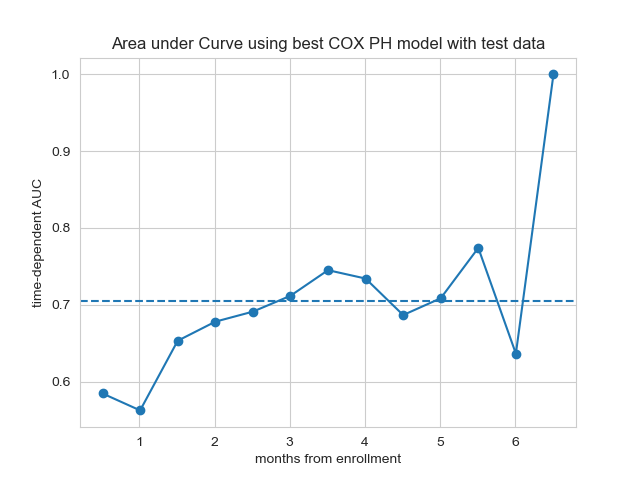 Area under Curve using best COX PH model with test data
1.0
0.9
0.8
0.7
0.6
time-dependent AUC
1 2 3 4 5 6
months from enrollment